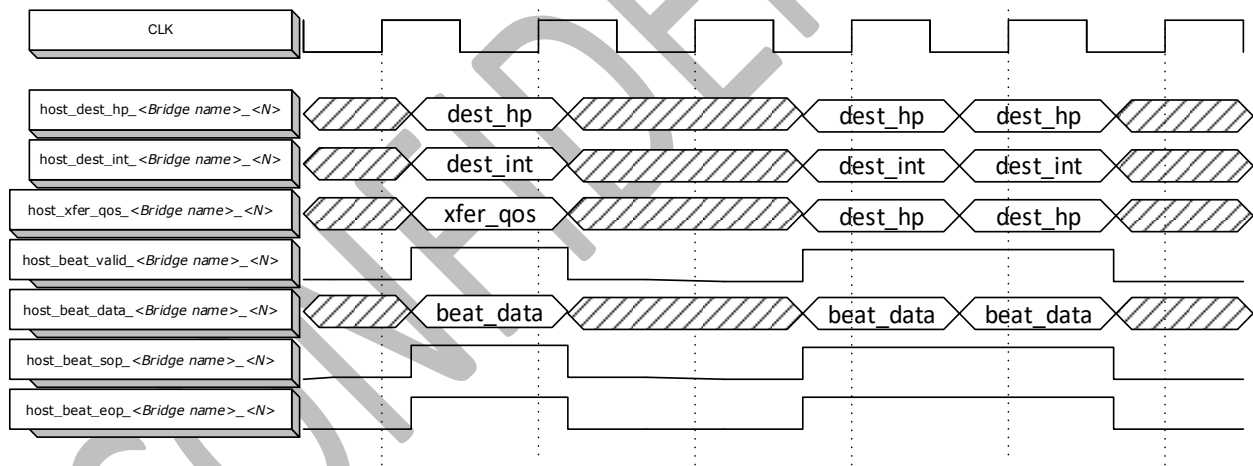 CLK
host_dest_hp_<Bridge name>_<N> dest_hp dest_hp dest_hp
host_dest_int_<Bridge name>_<N> dest_int dest_int dest_int
host_xfer_qos_<Bridge name>_<N> xfer_qos dest_hp dest_hp
host_beat_valid_<Bridge name>_<N>
host_beat_data_<Bridge name>_<N> beat_data beat_data beat_data
host_beat_sop_<Bridge name>_<N>
host_beat_eop_<Bridge name>_<N>